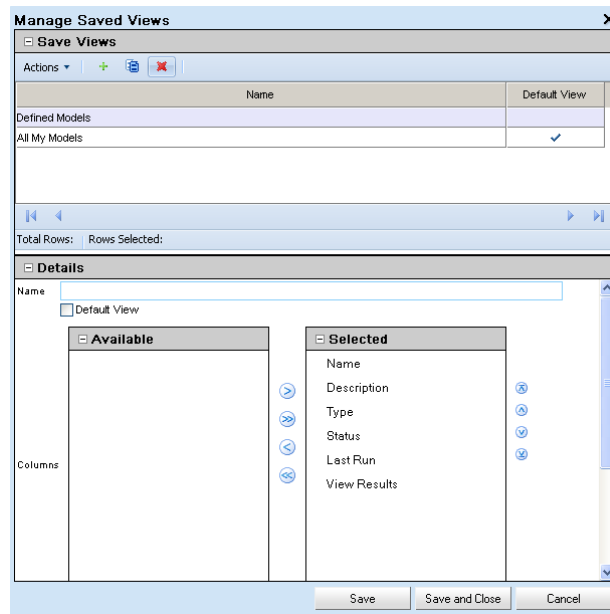 Manage Saved Views
Save Views
Actions
Name Default View
Defined Models
All My Models
Total Rows: Rows Selected:
Details
Name
Default View
Available
Selected
Name
Description
Type
Status
Last Run
View Results
Columns
Save Save and Close Cancel